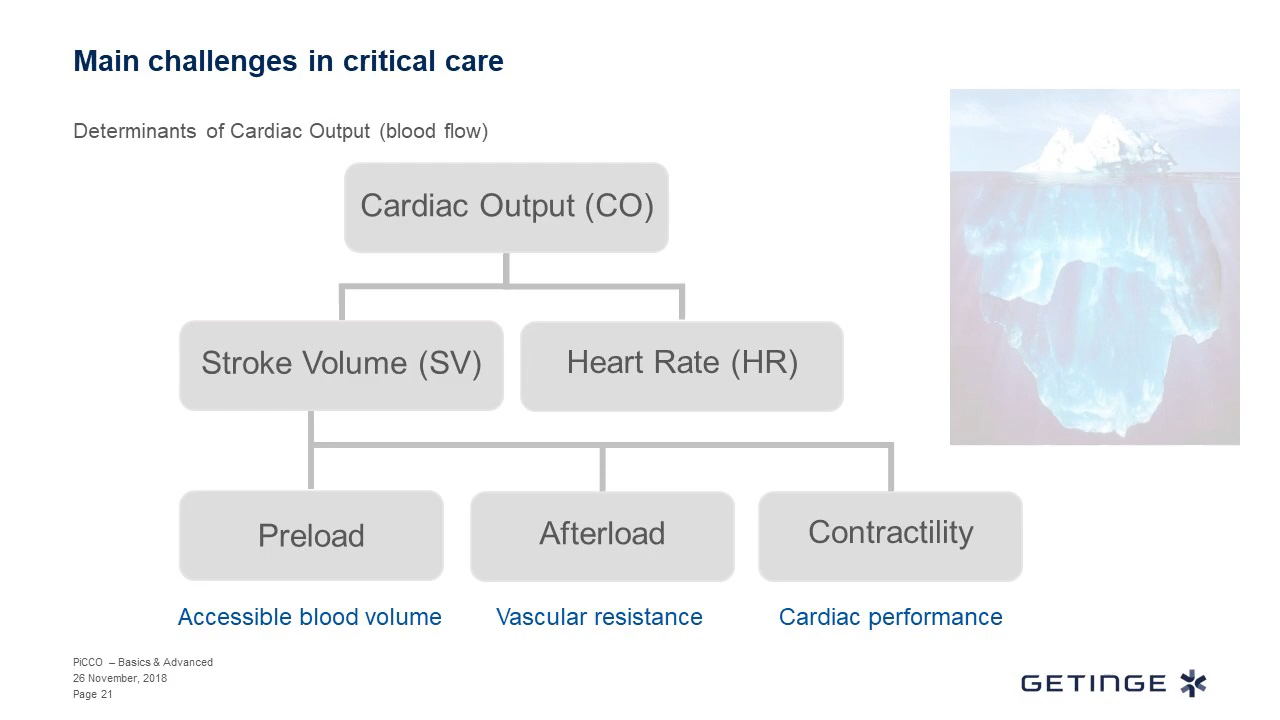 Main challenges in critical care
Determinants of Cardiac Output (blood flow)
Cardiac Output (CO)
Stroke Volume (SV)
Heart Rate (HR)
Preload
Afterload
Contractility
Accessible blood volume
Vascular resistance
Cardiac performance
PiCCO – Basics & Advanced
26 November, 2018
Page 21
GETINGE